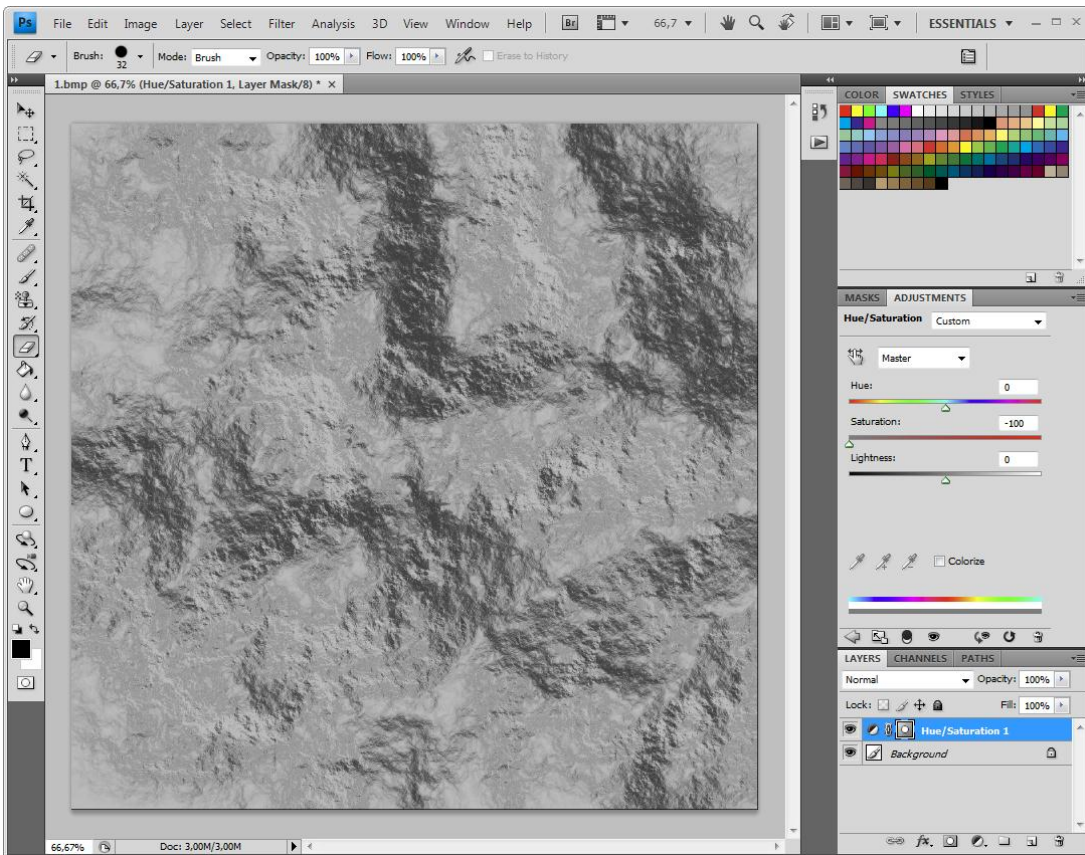 Ps File Edit Image Layer Select Filter Analysis 3D View Window Help Br 66,7 ESSENTIALS
Brush: 32 Mode: Brush Opacity: 100% Flow: 100% Erase to History
1.bmp @ 66,7% (Hue/Saturation 1, Layer Mask/8) * ×
COLOR SWATCHES STYLES
MASKS ADJUSTMENTS
Hue/Saturation Custom
Master
Hue: 0
Saturation: -100
Lightness: 0
Colorize
LAYERS CHANNELS PATHS
Normal Opacity: 100%
Lock: Fill: 100%
Hue/Saturation 1
Background
66,67% Doc: 3,00M/3,00M